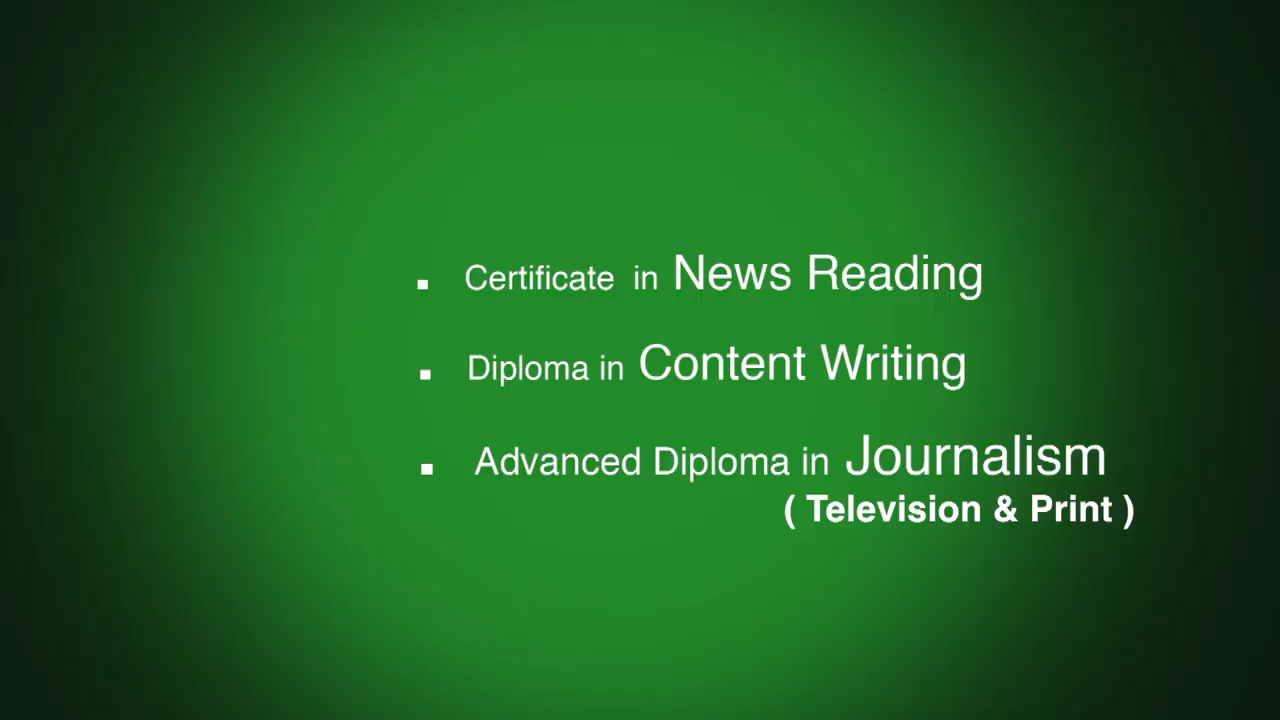 ▪ Certificate in News Reading
▪ Diploma in Content Writing
▪ Advanced Diploma in Journalism
( Television & Print )